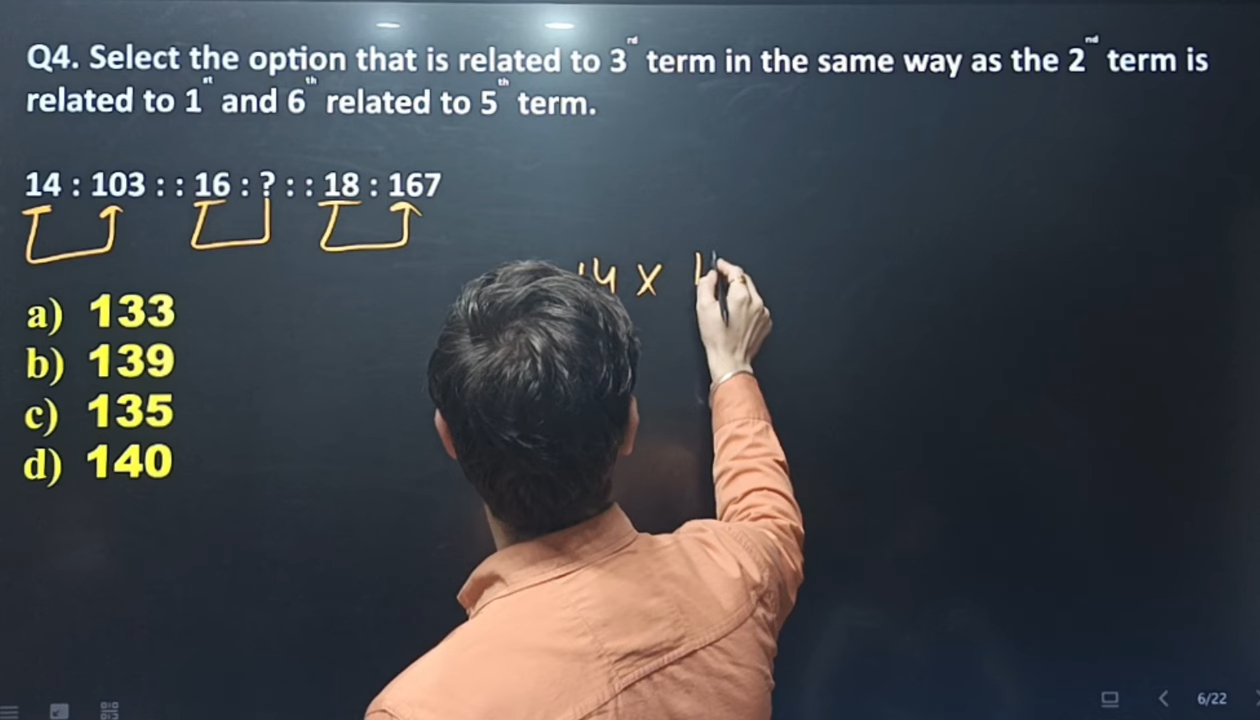 Q4. Select the option that is related to 3rd term in the same way as the 2nd term is
related to 1st and 6th related to 5th term.
14 : 103 : : 16 : ? : : 18 : 167
14 x
a) 133
b) 139
c) 135
d) 140
6/22